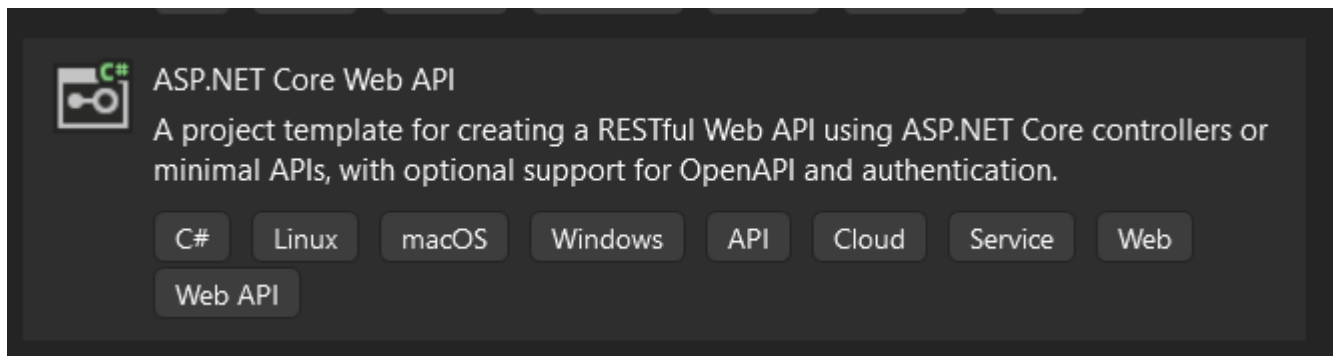 C#
ASP.NET Core Web API
A project template for creating a RESTful Web API using ASP.NET Core controllers or
minimal APIs, with optional support for OpenAPI and authentication.
C# Linux macOS Windows API Cloud Service Web
Web API